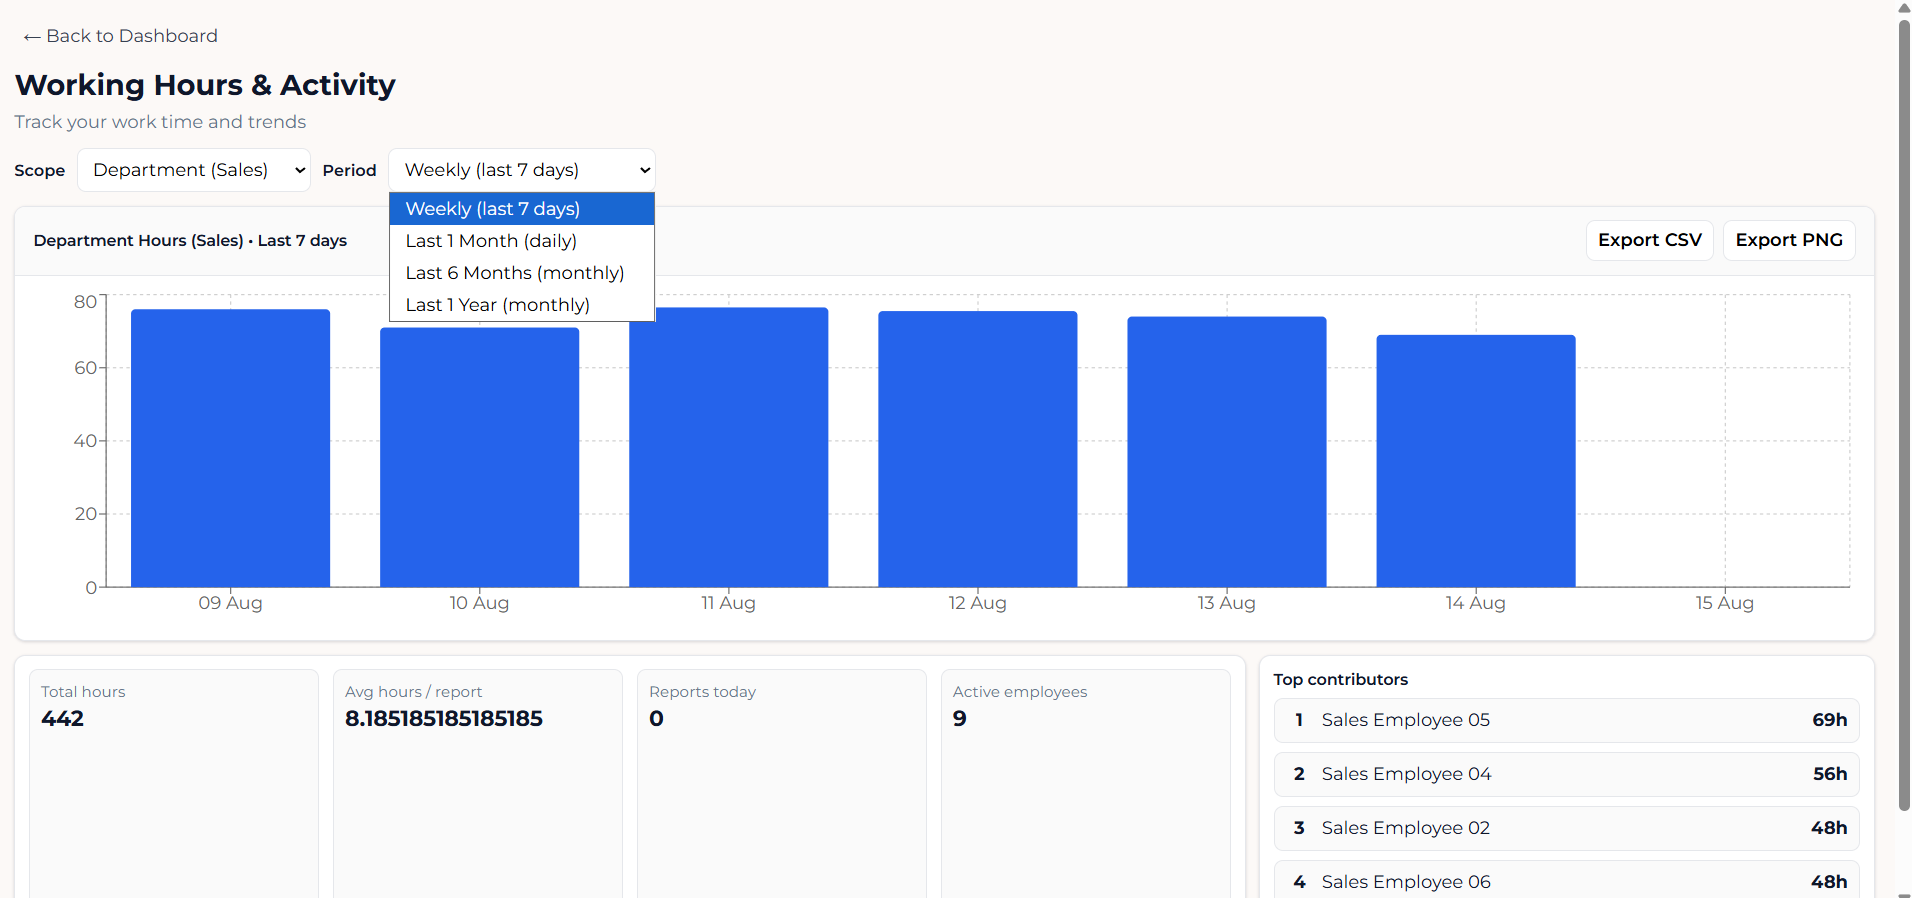 ← Back to Dashboard
Working Hours & Activity
Track your work time and trends
Scope Department (Sales) Period Weekly (last 7 days)
Weekly (last 7 days)
Last 1 Month (daily)
Last 6 Months (monthly)
Last 1 Year (monthly)
Department Hours (Sales) • Last 7 days
Export CSV Export PNG
80
60
40
20
0
09 Aug 10 Aug 11 Aug 12 Aug 13 Aug 14 Aug 15 Aug
Total hours
442
Avg hours / report
8.185185185185185
Reports today
0
Active employees
9
Top contributors
1 Sales Employee 05 69h
2 Sales Employee 04 56h
3 Sales Employee 02 48h
4 Sales Employee 06 48h